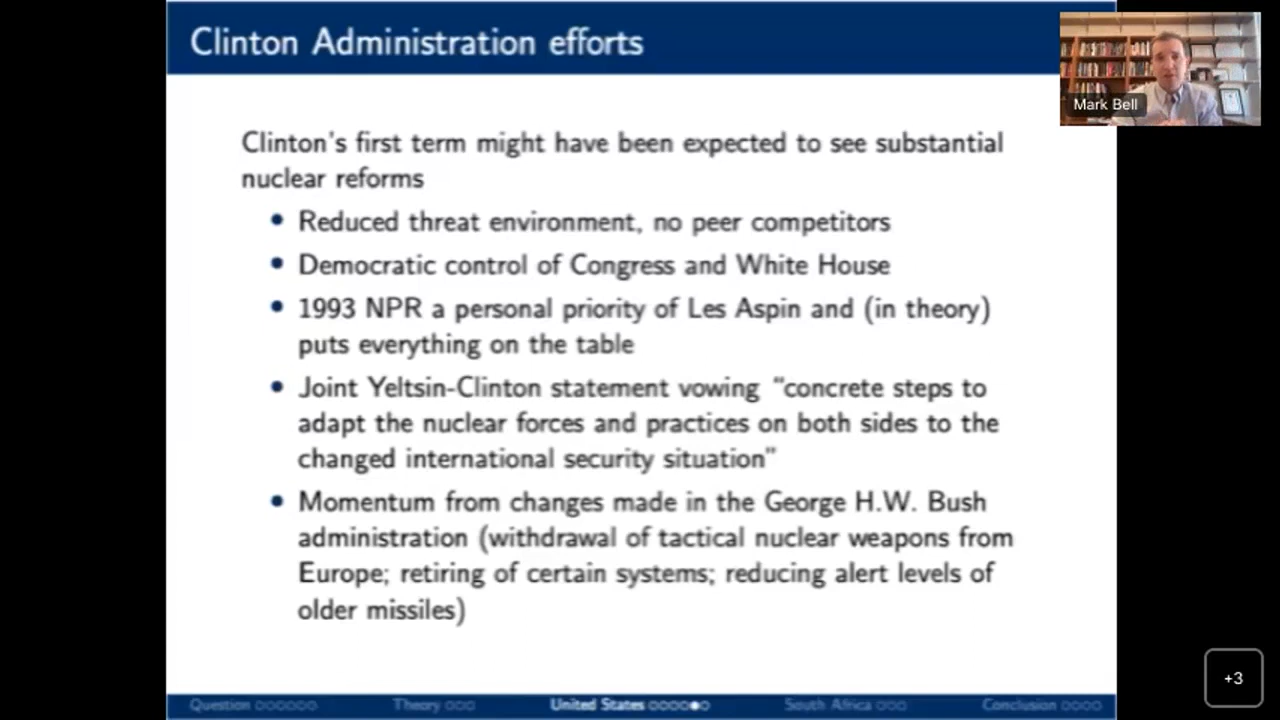 Clinton Administration efforts
Mark Bell
Clinton's first term might have been expected to see substantial
nuclear reforms
• Reduced threat environment, no peer competitors
• Democratic control of Congress and White House
• 1993 NPR a personal priority of Les Aspin and (in theory)
puts everything on the table
• Joint Yeltsin-Clinton statement vowing "concrete steps to
adapt the nuclear forces and practices on both sides to the
changed international security situation"
• Momentum from changes made in the George H.W. Bush
administration (withdrawal of tactical nuclear weapons from
Europe; retiring of certain systems; reducing alert levels of
older missiles)
+3
Question Theory United States South Africa Conclusion